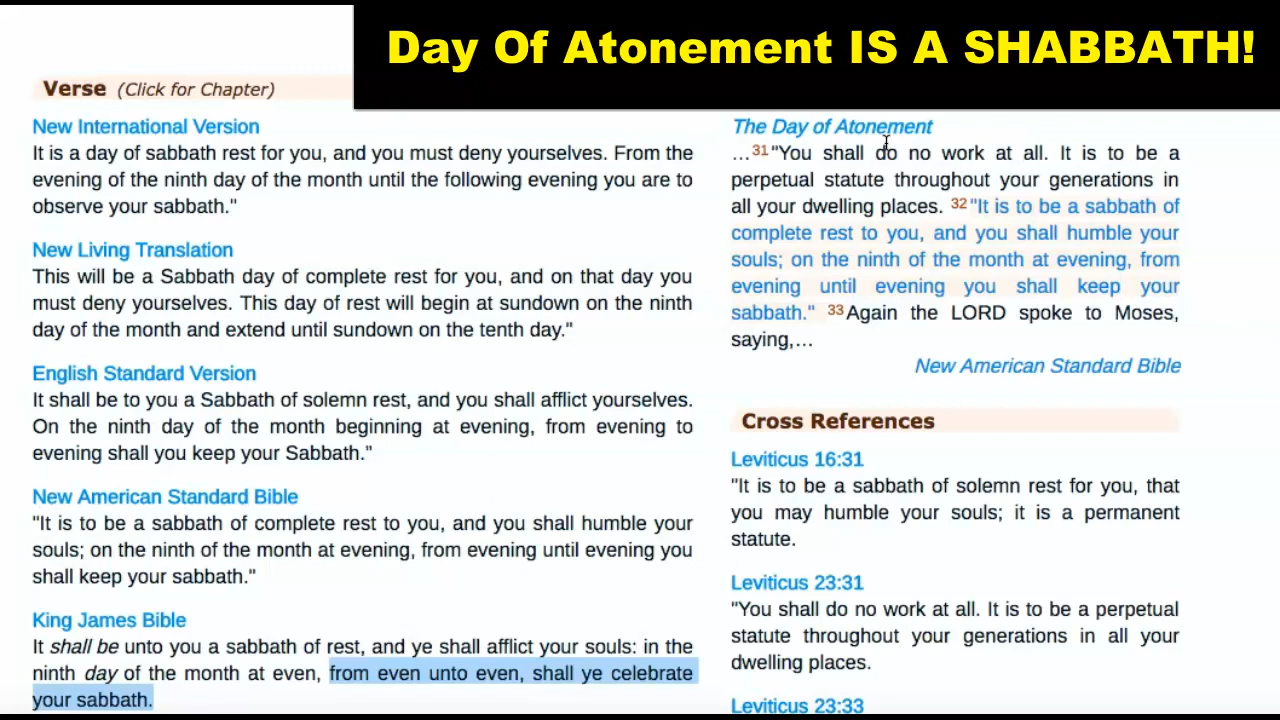 Day Of Atonement IS A SHABBATH!
Verse (Click for Chapter)
New International Version
It is a day of sabbath rest for you, and you must deny yourselves. From the
evening of the ninth day of the month until the following evening you are to
observe your sabbath."
New Living Translation
This will be a Sabbath day of complete rest for you, and on that day you
must deny yourselves. This day of rest will begin at sundown on the ninth
day of the month and extend until sundown on the tenth day."
English Standard Version
It shall be to you a Sabbath of solemn rest, and you shall afflict yourselves.
On the ninth day of the month beginning at evening, from evening to
evening shall you keep your Sabbath."
New American Standard Bible
"It is to be a sabbath of complete rest to you, and you shall humble your
souls; on the ninth of the month at evening, from evening until evening you
shall keep your sabbath."
King James Bible
It shall be unto you a sabbath of rest, and ye shall afflict your souls: in the
ninth day of the month at even, from even unto even, shall ye celebrate
your sabbath.
The Day of Atonement
…31"You shall do no work at all. It is to be a
perpetual statute throughout your generations in
all your dwelling places. 32"It is to be a sabbath of
complete rest to you, and you shall humble your
souls; on the ninth of the month at evening, from
evening until evening you shall keep your
sabbath." 33Again the LORD spoke to Moses,
saying,…
New American Standard Bible
Cross References
Leviticus 16:31
"It is to be a sabbath of solemn rest for you, that
you may humble your souls; it is a permanent
statute.
Leviticus 23:31
"You shall do no work at all. It is to be a perpetual
statute throughout your generations in all your
dwelling places.
Leviticus 23:33